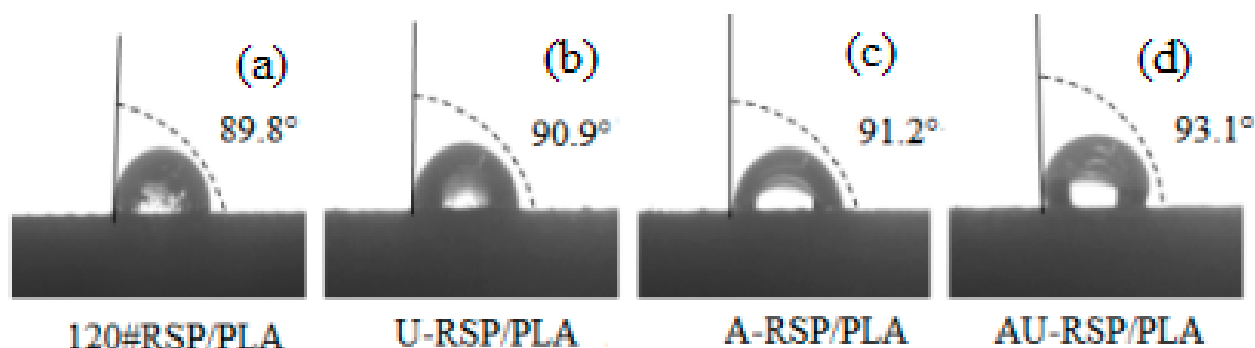 (a)
89.8°
120#RSP/PLA
(b)
90.9°
U-RSP/PLA
(c)
91.2°
A-RSP/PLA
(d)
93.1°
AU-RSP/PLA